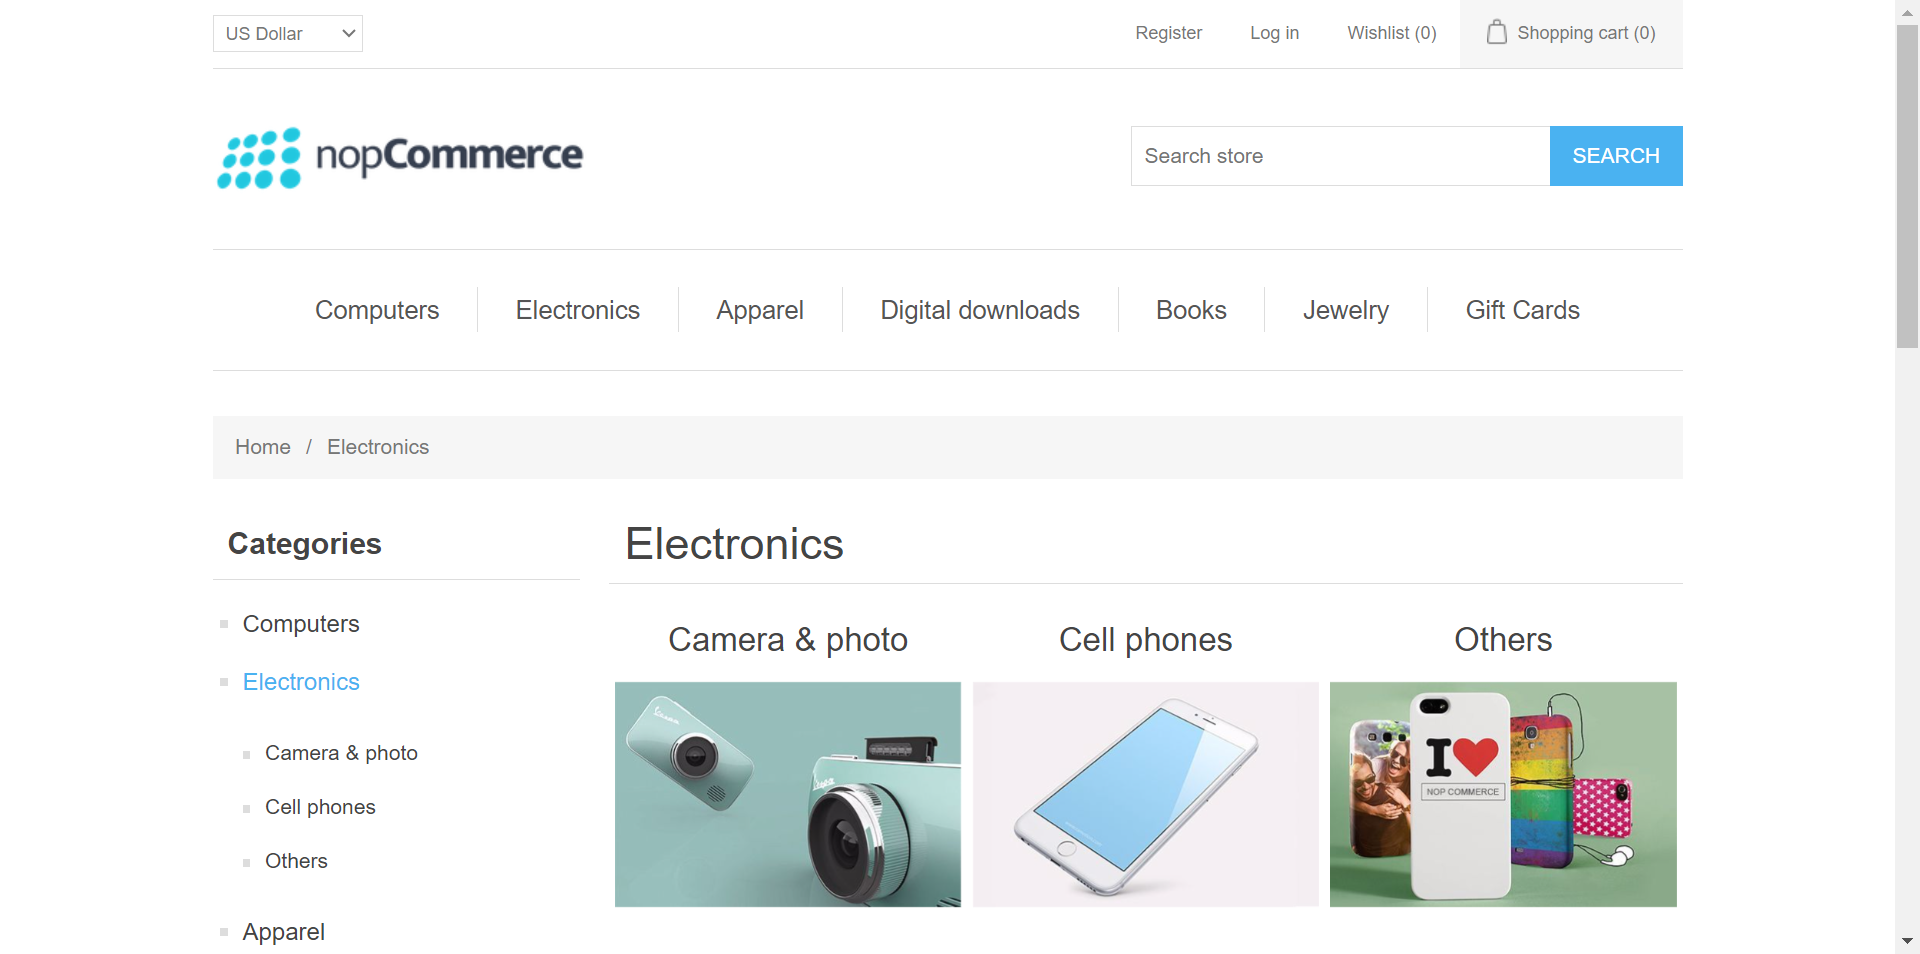 US Dollar
Register Log in Wishlist (0) Shopping cart (0)
nopCommerce
Search store SEARCH
Computers Electronics Apparel Digital downloads Books Jewelry Gift Cards
Home / Electronics
Categories
Computers
Electronics
Camera & photo
Cell phones
Others
Apparel
Electronics
Camera & photo
Cell phones
Others
I
NOP COMMERCE